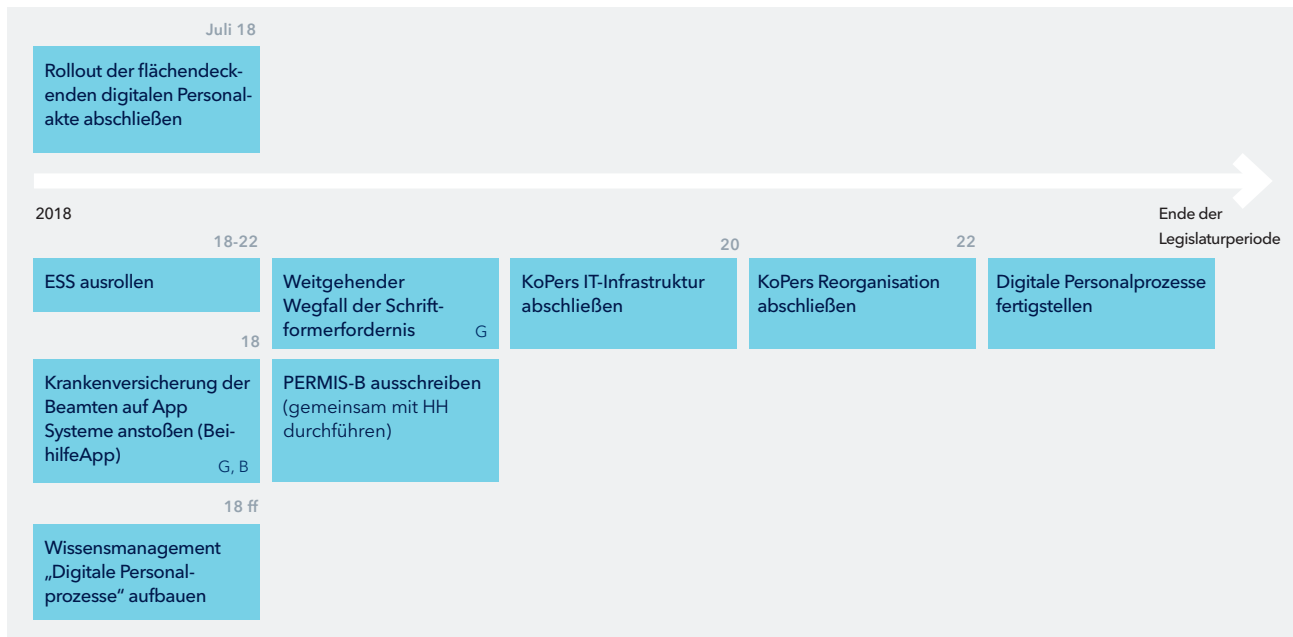 Juli 18
Rollout der flächendeck-
enden digitalen Personal-
akte abschließen
2018
Ende der
Legislaturperiode
18-22
ESS ausrollen
Weitgehender
Wegfall der Schrift-
formerfordernis
G
20
KoPers IT-Infrastruktur
abschließen
22
KoPers Reorganisation
abschließen
Digitale Personalprozesse
fertigstellen
18
Krankenversicherung der
Beamten auf App
Systeme anstoßen (Bei-
hilfeApp)
G, B
PERMIS-B ausschreiben
(gemeinsam mit HH
durchführen)
18 ff
Wissensmanagement
„Digitale Personal-
prozesse“ aufbauen